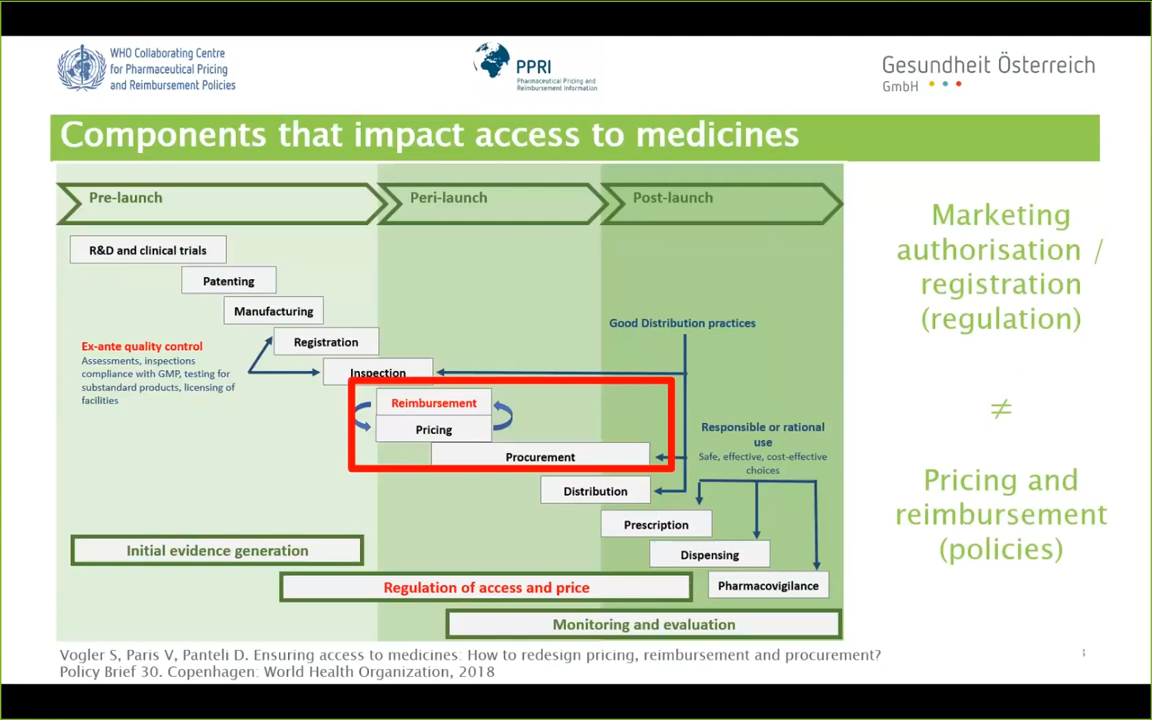 WHO Collaborating Centre
for Pharmaceutical Pricing
and Reimbursement Policies
PPRI
Pharmaceutical Pricing and
Reimbursement Information
Gesundheit Österreich
GmbH
Components that impact access to medicines
Pre-launch
Peri-launch
Post-launch
R&D and clinical trials
Patenting
Manufacturing
Registration
Inspection
Ex-ante quality control
Assessments, inspections
compliance with GMP, testing for
substandard products, licensing of
facilities
Good Distribution practices
Reimbursement
Pricing
Procurement
Responsible or rational
use
Safe, effective, cost-effective
choices
Distribution
Prescription
Dispensing
Pharmacovigilance
Initial evidence generation
Regulation of access and price
Monitoring and evaluation
Marketing
authorisation /
registration
(regulation)
≠
Pricing and
reimbursement
(policies)
Vogler S, Paris V, Panteli D. Ensuring access to medicines: How to redesign pricing, reimbursement and procurement?
Policy Brief 30. Copenhagen: World Health Organization, 2018